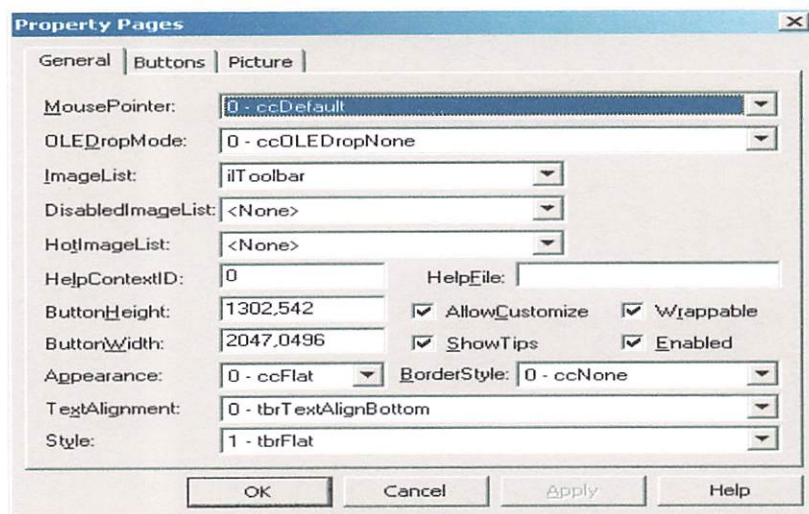 Property Pages
General Buttons Picture
MousePointer: 0 - ccDefault
OLEDropMode: 0 - ccOLEDropNone
ImageList: ilToolbar
DisabledImageList: <None>
HotImageList: <None>
HelpContextID: 0 HelpFile:
ButtonHeight: 1302,542 AllowCustomize Wrappable
ButtonWidth: 2047,0496 ShowTips Enabled
Appearance: 0 - ccFlat BorderStyle: 0 - ccNone
TextAlignment: 0 - tbrTextAlignBottom
Style: 1 - tbrFlat
OK Cancel Apply Help